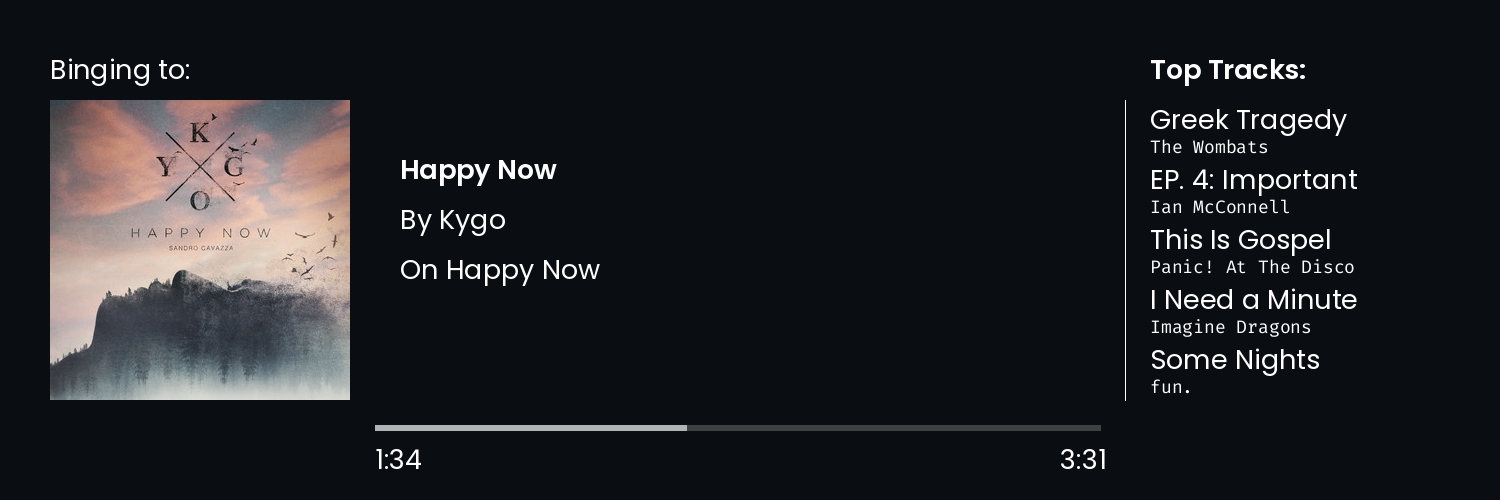 Binging to:
K
Y G
O
HAPPY NOW
SANDRO CAVAZZA
Happy Now
By Kygo
On Happy Now
1:34
3:31
Top Tracks:
Greek Tragedy
The Wombats
EP. 4: Important
Ian McConnell
This Is Gospel
Panic! At The Disco
I Need a Minute
Imagine Dragons
Some Nights
fun.